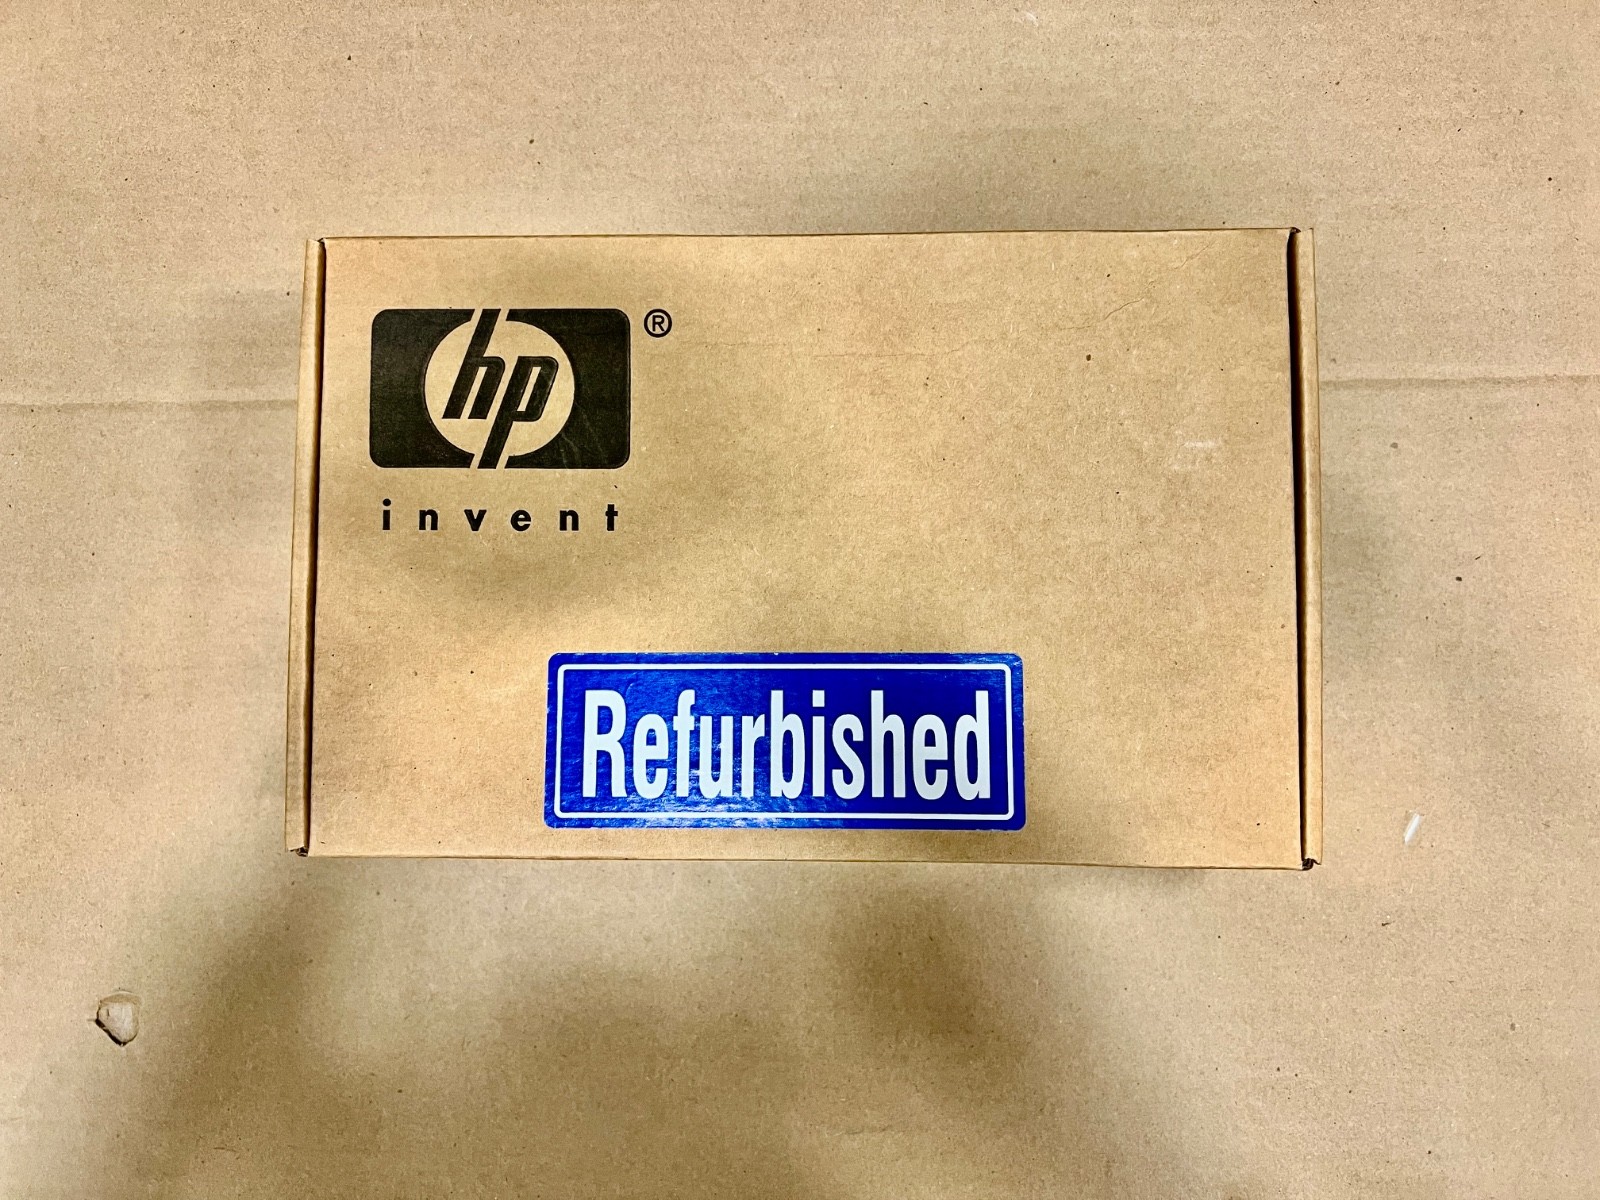 hp®
invent
Refurbished